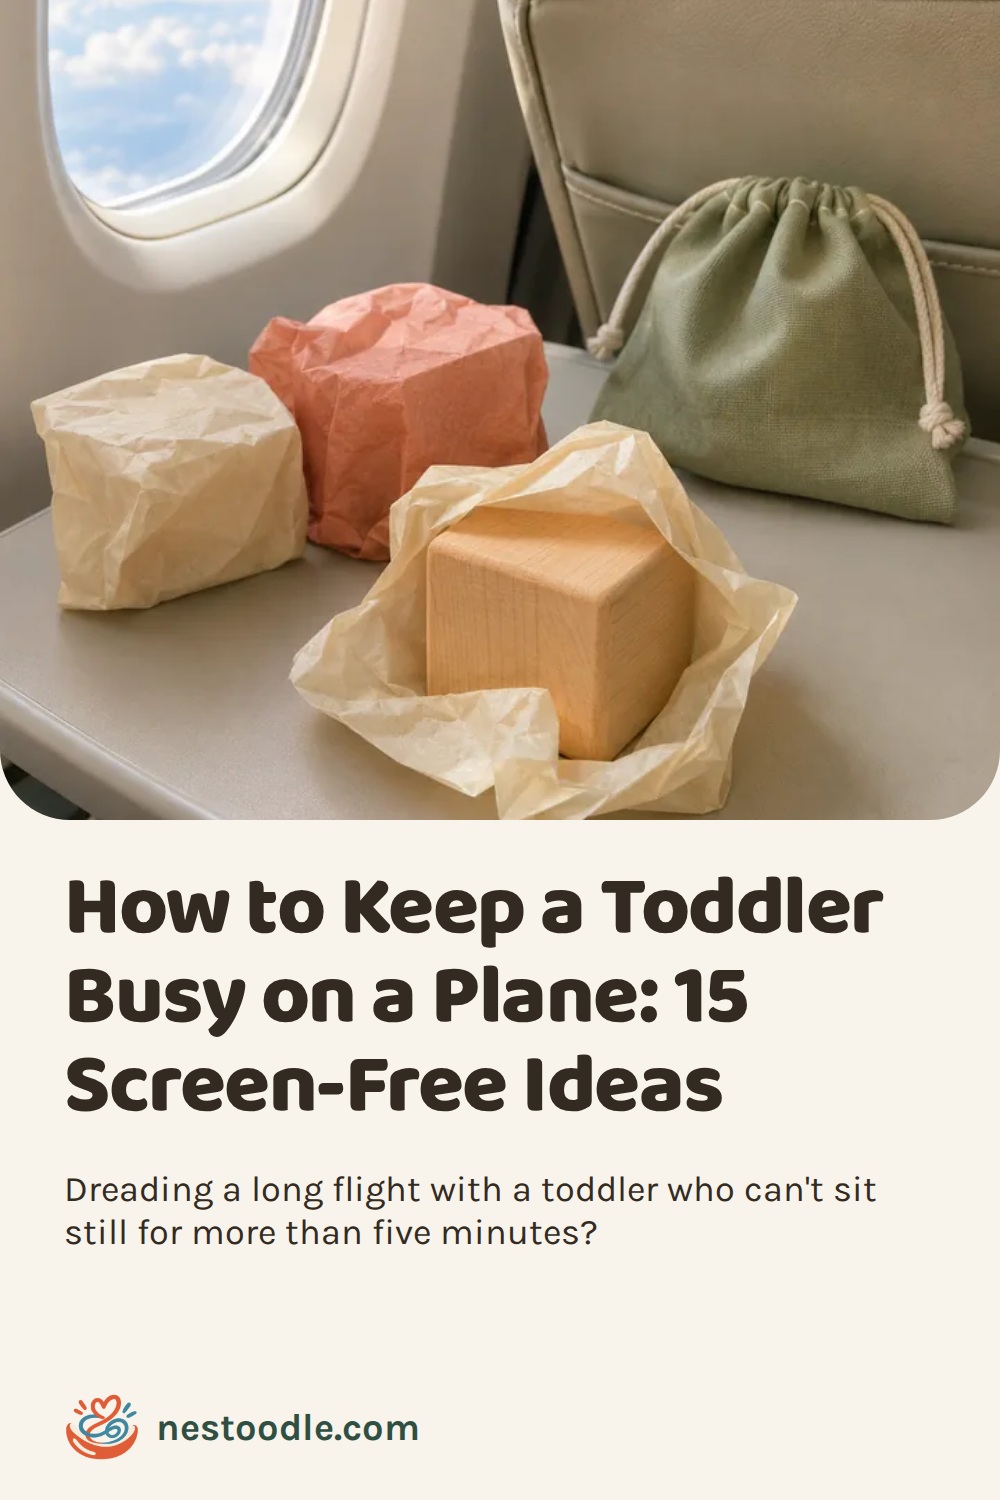 How to Keep a Toddler
Busy on a Plane: 15
Screen-Free Ideas
Dreading a long flight with a toddler who can't sit
still for more than five minutes?
nestoodle.com